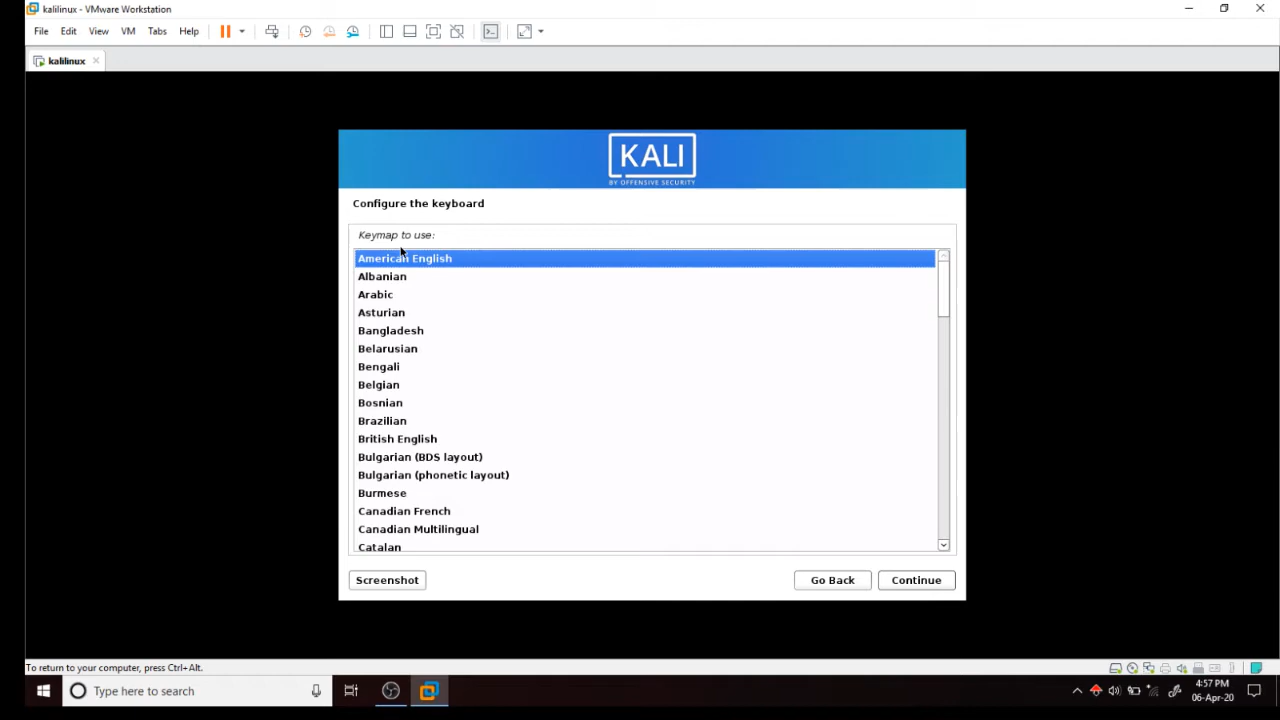 kalilinux - VMware Workstation
File Edit View VM Tabs Help
kalilinux
KALI
BY OFFENSIVE SECURITY
Configure the keyboard
Keymap to use:
American English
Albanian
Arabic
Asturian
Bangladesh
Belarusian
Bengali
Belgian
Bosnian
Brazilian
British English
Bulgarian (BDS layout)
Bulgarian (phonetic layout)
Burmese
Canadian French
Canadian Multilingual
Catalan
Screenshot Go Back Continue
To return to your computer, press Ctrl+Alt.
Type here to search
4:57 PM
06-Apr-20